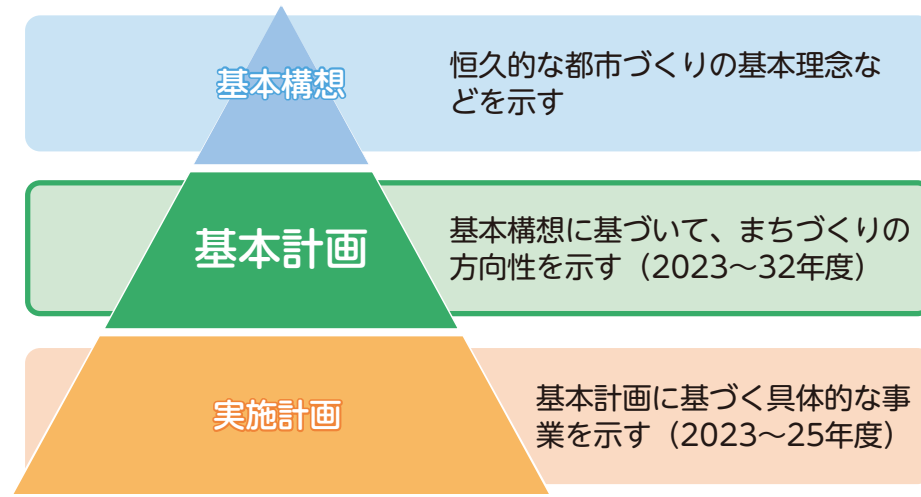 基本構想
恒久的な都市づくりの基本理念な
どを示す
基本計画
基本構想に基づいて、まちづくりの
方向性を示す（2023～32年度）
実施計画
基本計画に基づく具体的な事
業を示す（2023～25年度）